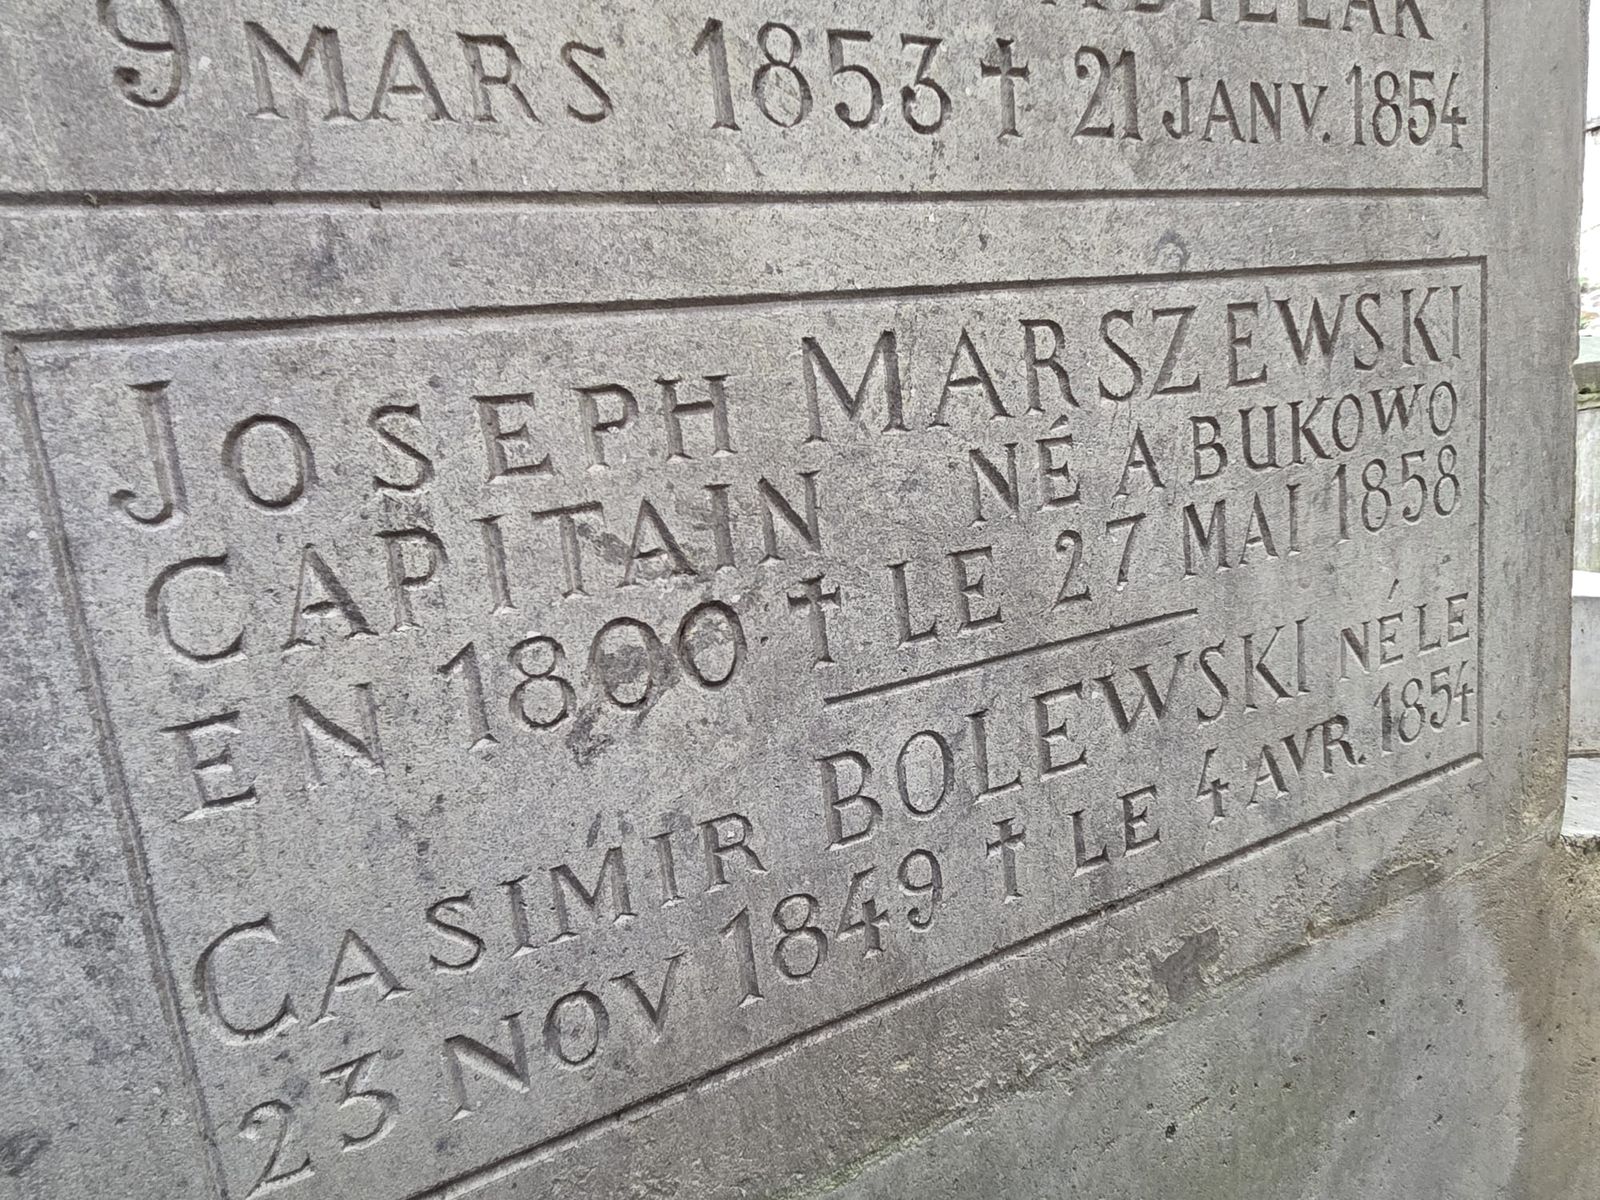 9 MARS 1853 † 21 JANV. 1854
JOSEPH MARSZEWSKI
CAPITAIN NÉ A BUKOWO
EN 1800 † LE 27 MAI 1858
CASIMIR BOLEWSKI NÉ LE
23 NOV 1849 † LE 4 AVR. 1854